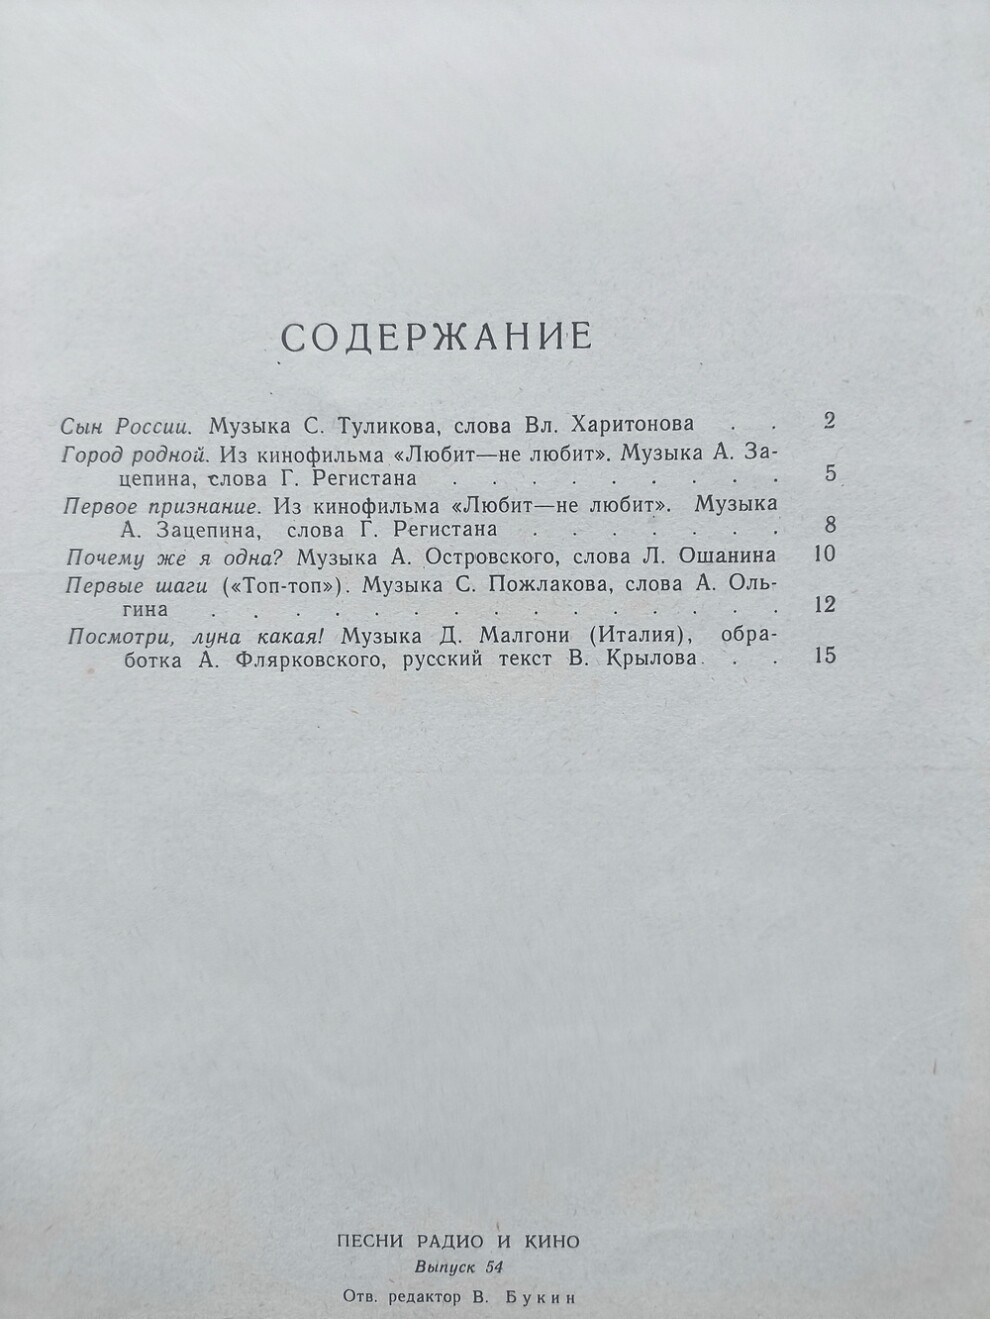 СОДЕРЖАНИЕ
Сын России. Музыка С. Туликова, слова Вл. Харитонова . . 2
Город родной. Из кинофильма «Любит—не любит». Музыка А. За-
цепина, слова Г. Регистана . . . . . . . . 5
Первое признание. Из кинофильма «Любит—не любит». Музыка
А. Зацепина, слова Г. Регистана . . . . . . . 8
Почему же я одна? Музыка А. Островского, слова Л. Ошанина 10
Первые шаги («Топ-топ»). Музыка С. Пожлакова, слова А. Оль-
гина . . . . . . . . . . . . . . . 12
Посмотри, луна какая! Музыка Д. Малгони (Италия), обра-
ботка А. Флярковского, русский текст В. Крылова . . . 15
ПЕСНИ РАДИО И КИНО
Выпуск 54
Отв. редактор В. Букин